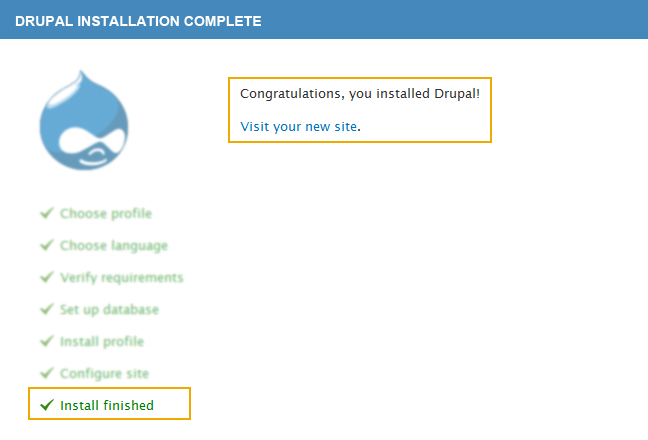 DRUPAL INSTALLATION COMPLETE
Congratulations, you installed Drupal!
Visit your new site.
Choose profile
Choose language
Verify requirements
Set up database
Install profile
Configure site
Install finished